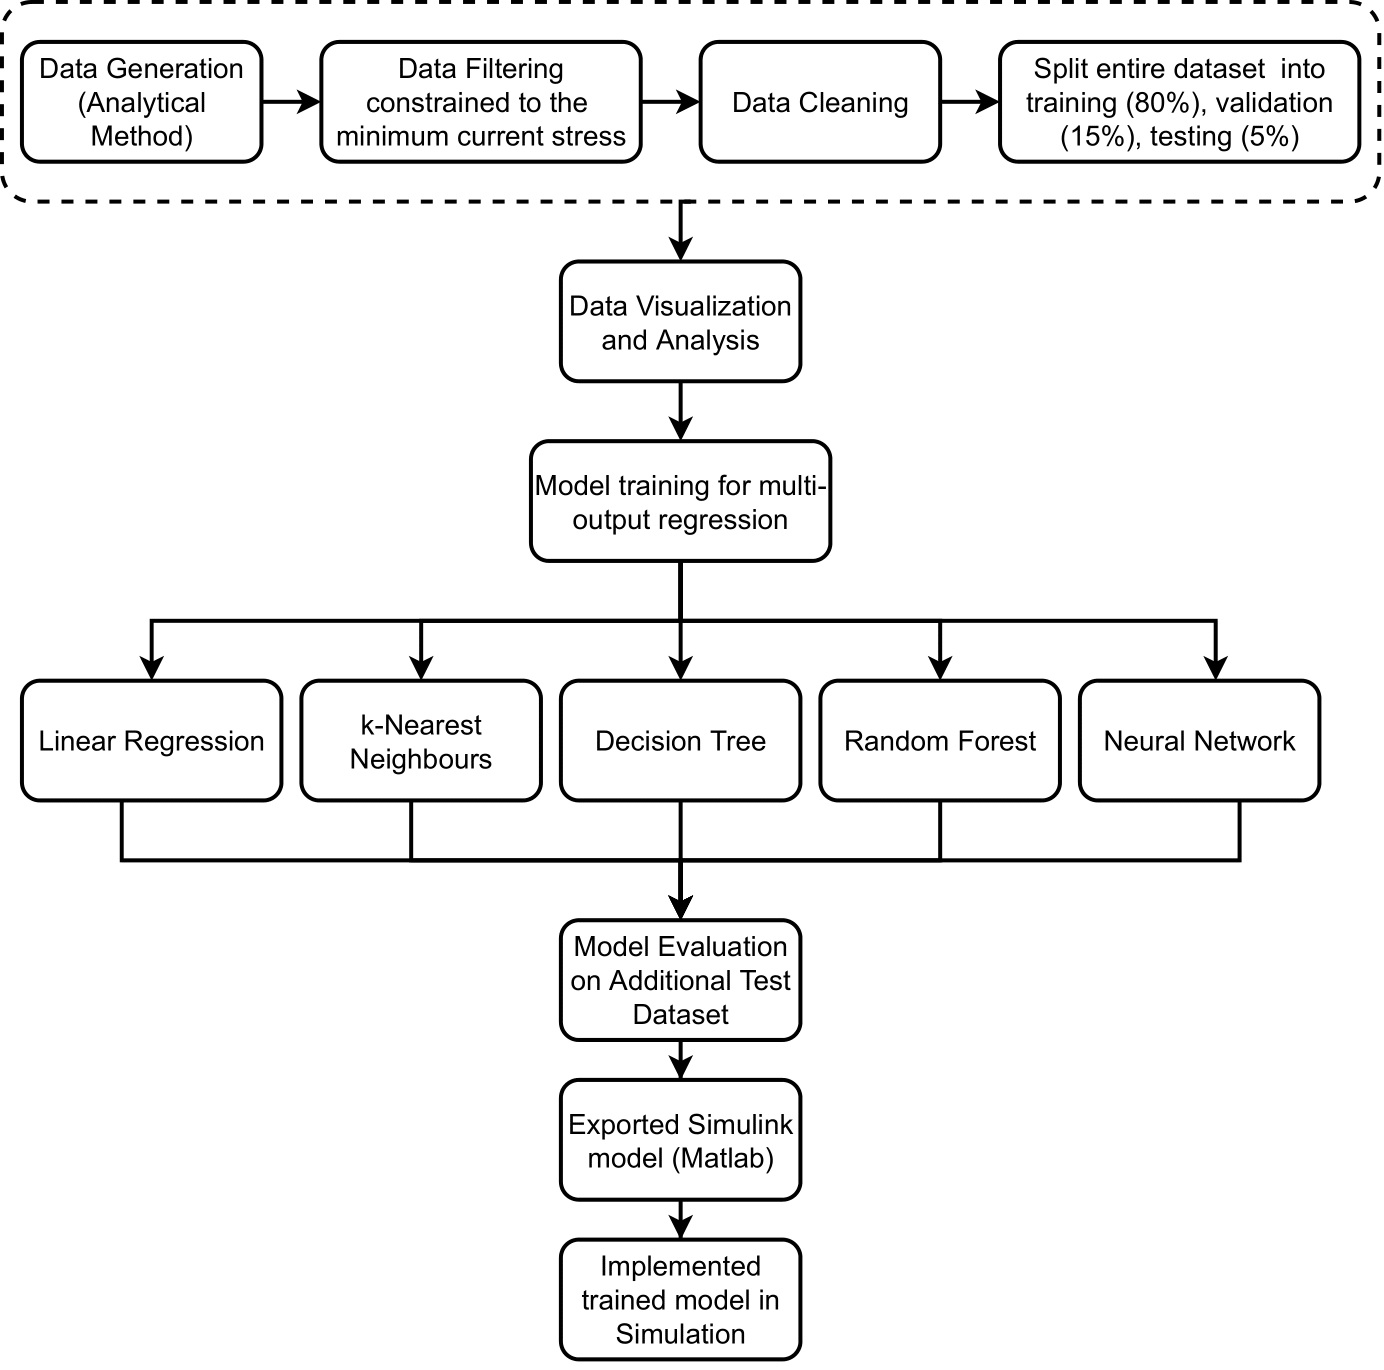 Data Generation
(Analytical
Method)
Data Filtering
constrained to the
minimum current stress
Data Cleaning
Split entire dataset into
training (80%), validation
(15%), testing (5%)
Data Visualization
and Analysis
Model training for multi-
output regression
Linear Regression
k-Nearest
Neighbours
Decision Tree
Random Forest
Neural Network
Model Evaluation
on Additional Test
Dataset
Exported Simulink
model (Matlab)
Implemented
trained model in
Simulation